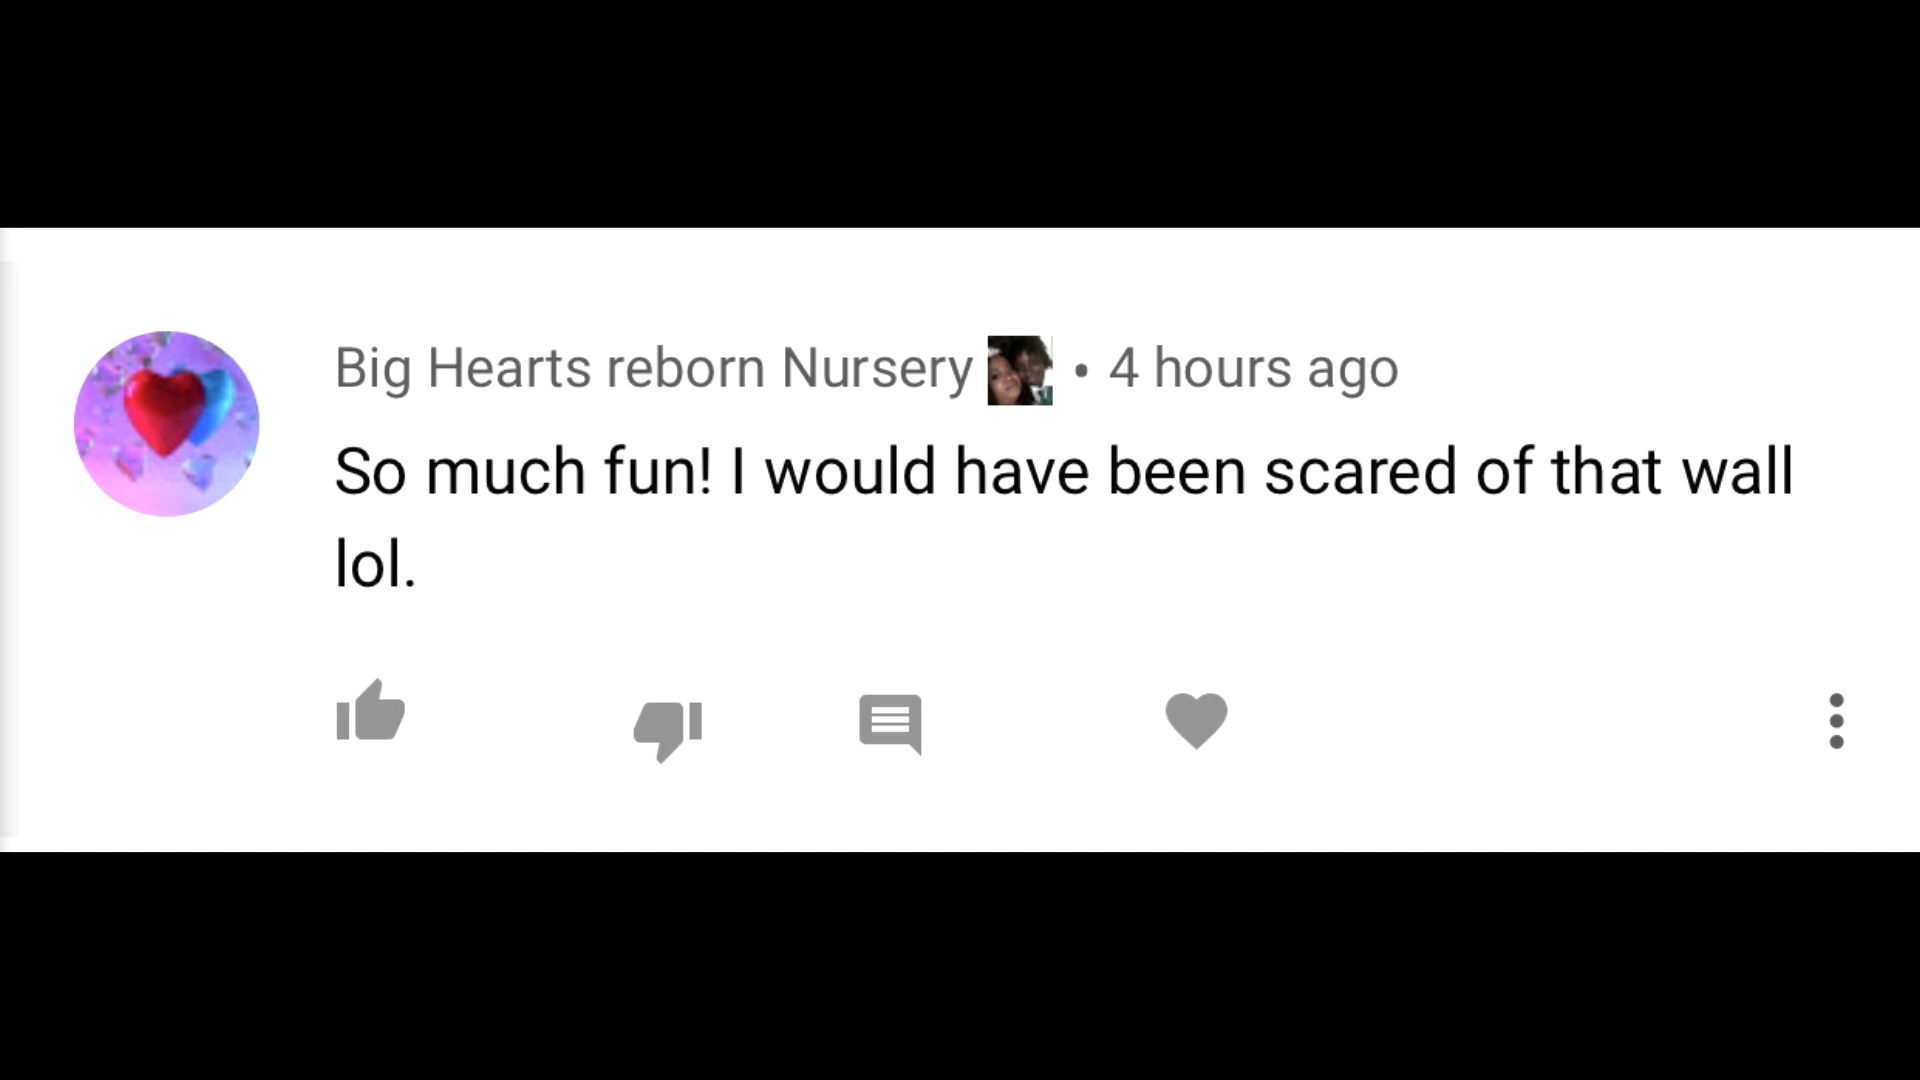 Big Hearts reborn Nursery • 4 hours ago
So much fun! I would have been scared of that wall
lol.